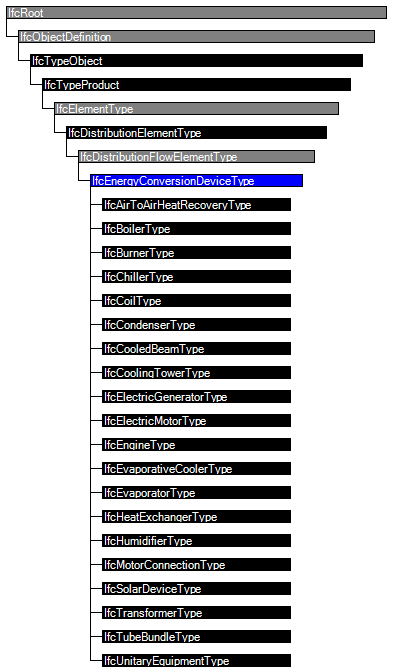 IfcRoot
IfcObjectDefinition
IfcTypeObject
IfcTypeProduct
IfcElementType
IfcDistributionElementType
IfcDistributionFlowElementType
IfcEnergyConversionDeviceType
IfcAirToAirHeatRecoveryType
IfcBoilerType
IfcBurnerType
IfcChillerType
IfcCoilType
IfcCondenserType
IfcCooledBeamType
IfcCoolingTowerType
IfcElectricGeneratorType
IfcElectricMotorType
IfcEngineType
IfcEvaporativeCoolerType
IfcEvaporatorType
IfcHeatExchangerType
IfcHumidifierType
IfcMotorConnectionType
IfcSolarDeviceType
IfcTransformerType
IfcTubeBundleType
IfcUnitaryEquipmentType